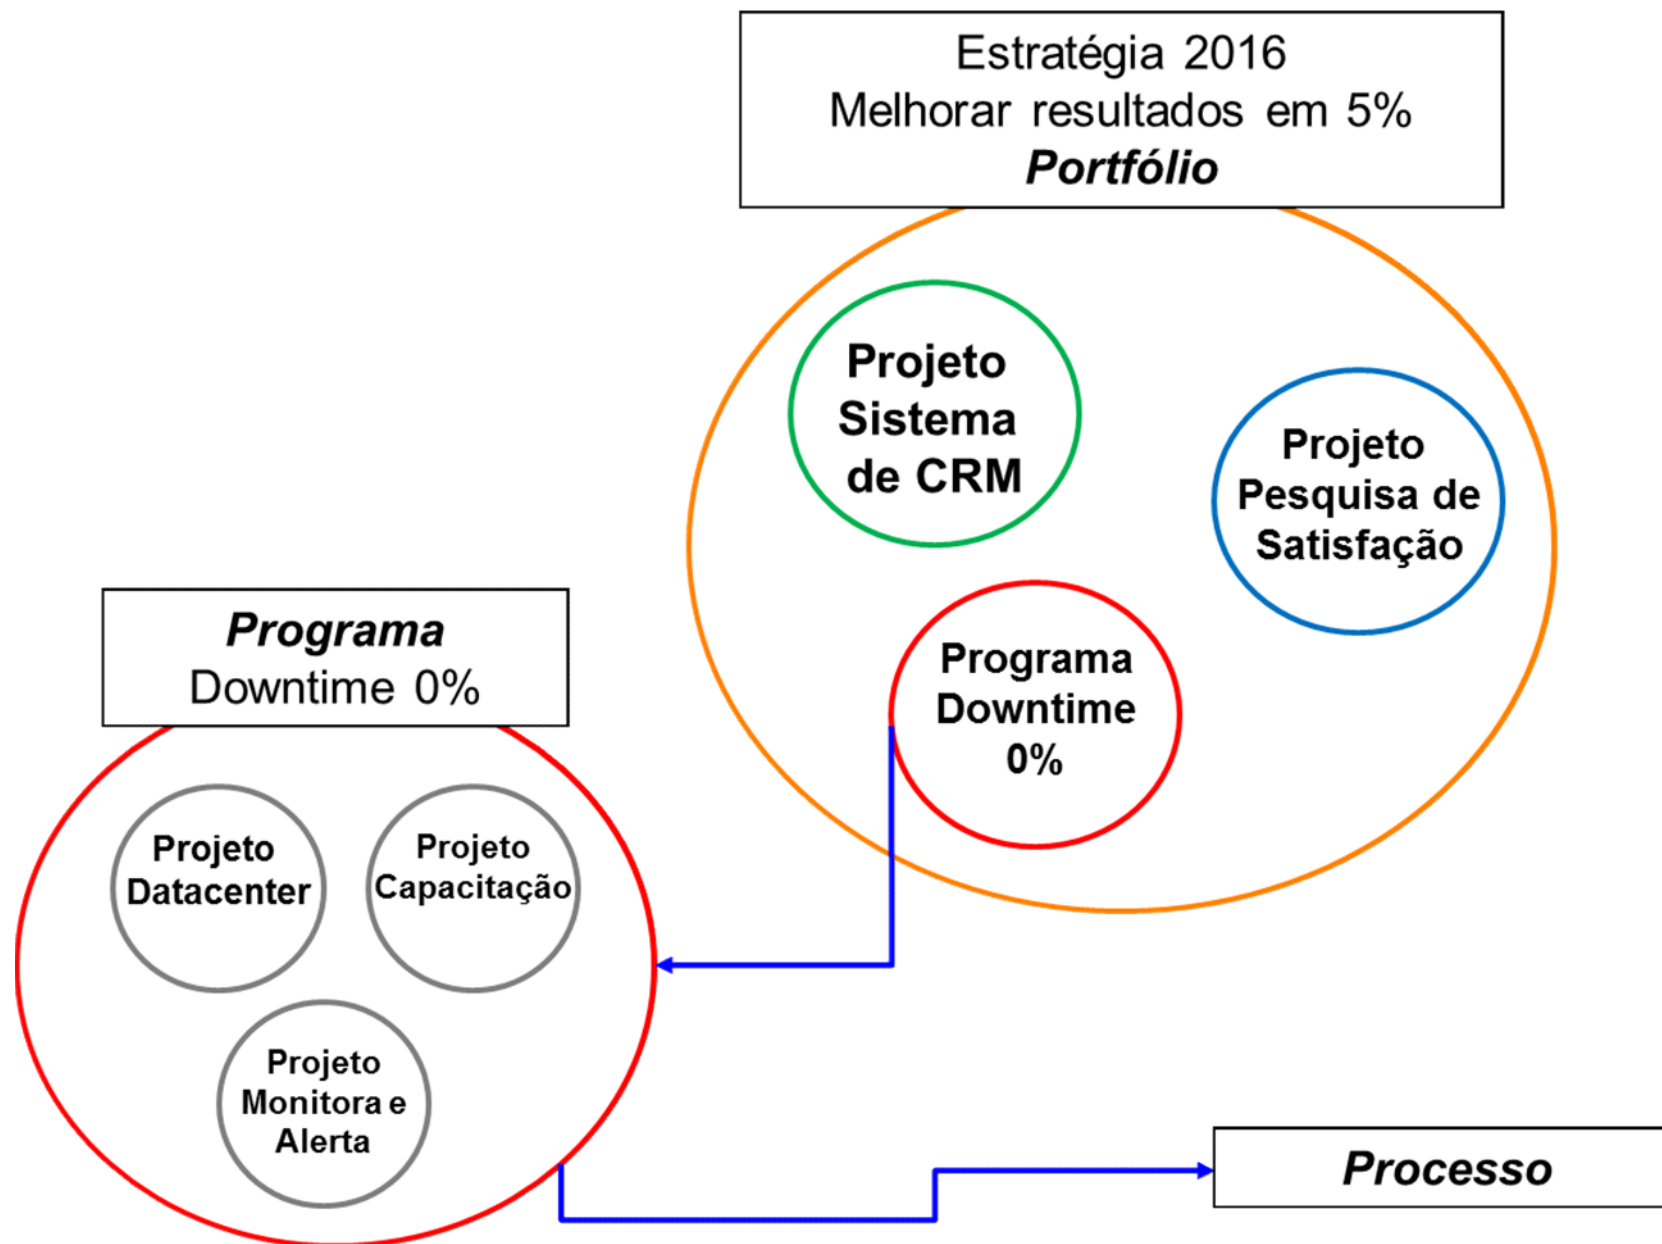 Estratégia 2016
Melhorar resultados em 5%
Portfólio
Projeto
Sistema
de CRM
Projeto
Pesquisa de
Satisfação
Programa
Downtime
0%
Programa
Downtime 0%
Projeto
Datacenter
Projeto
Capacitação
Projeto
Monitora e
Alerta
Processo